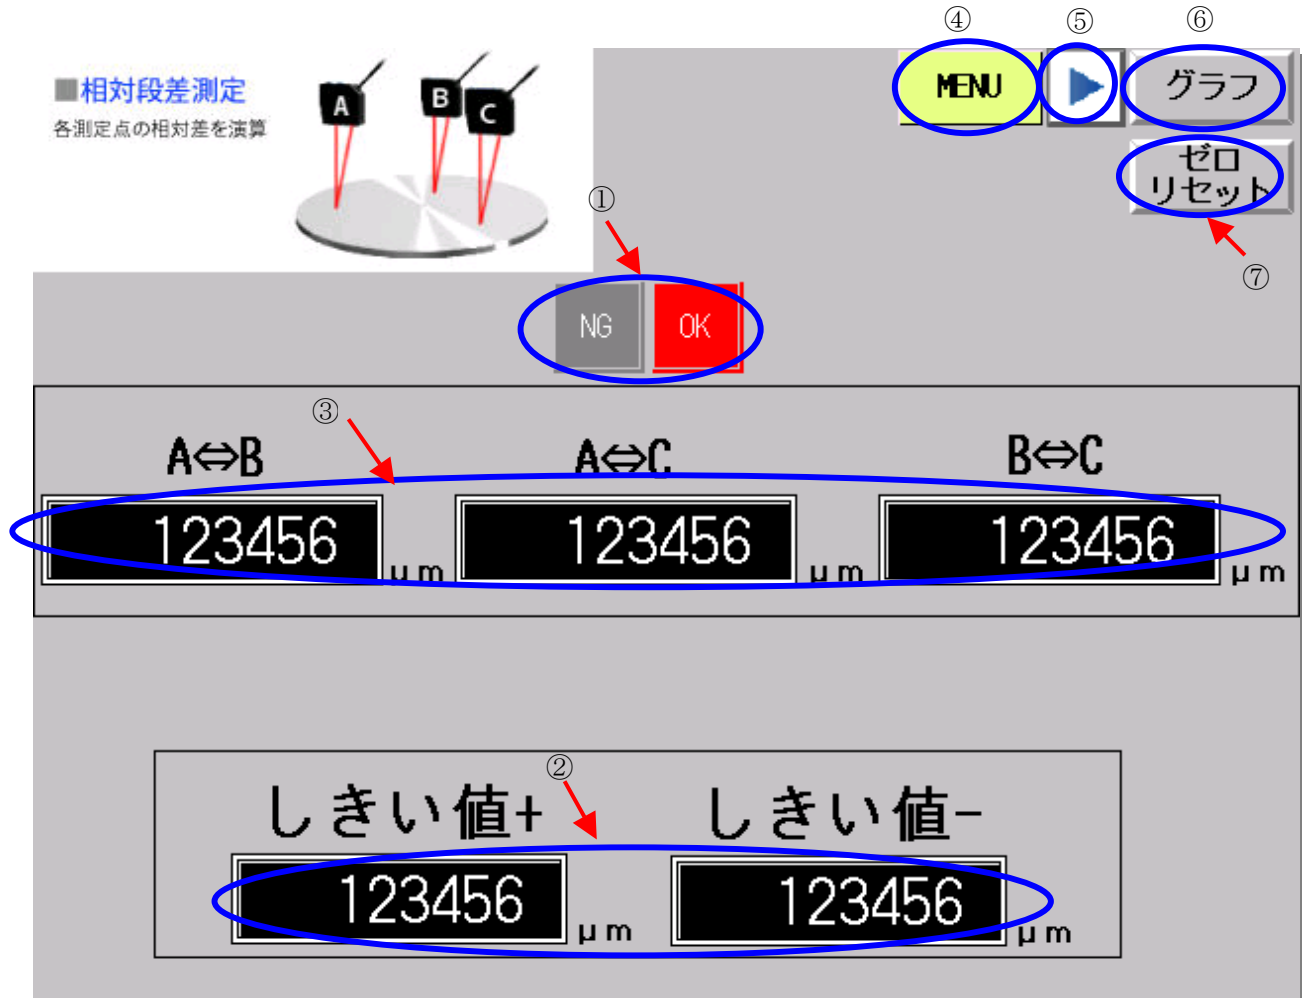 ④ ⑤ ⑥
■相対段差測定
各測定点の相対差を演算
A B C
MENU
グラフ
ゼロ
リセット
⑦
①
NG OK
③
A⇔B A⇔C B⇔C
123456 μm 123456 μm 123456 μm
②
しきい値+ しきい値-
123456 μm 123456 μm